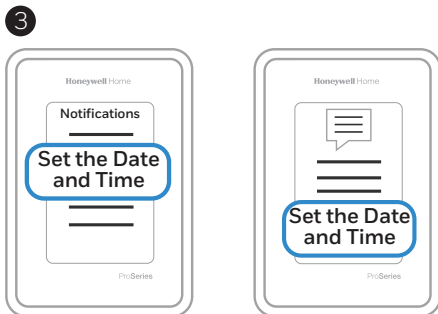 3
Honeywell Home
Notifications
Set the Date
and Time
ProSeries
Honeywell Home
Set the Date
and Time
ProSeries